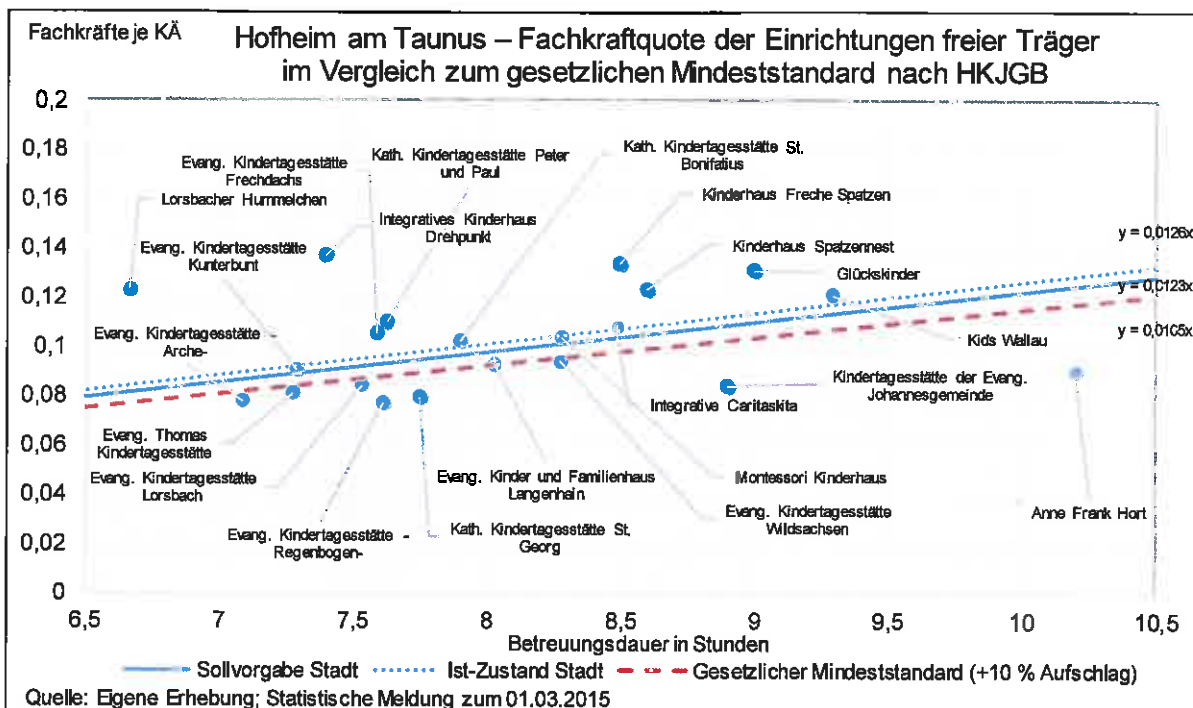 Fachkräfte je KÄ
Hofheim am Taunus – Fachkraftquote der Einrichtungen freier Träger
im Vergleich zum gesetzlichen Mindeststandard nach HKJGB
0,2
0,18
0,16
0,14
0,12
0,1
0,08
0,06
0,04
0,02
0
Evang. Kindertagesstätte
Frechdachs
Lorsbacher Hummelchen
Kath. Kindertagesstätte Peter
und Paul
Kath. Kindertagesstätte St.
Bonifatius
Evang. Kindertagesstätte
Kunterbunt
Integratives Kinderhaus
Drehpunkt
Kinderhaus Freche Spatzen
Kinderhaus Spatzennest
Glückskinder
y = 0,0126x
y = 0,0123x
y = 0,0105x
Evang. Kindertagesstätte -
Arche-
Kids Wallau
Kindertagesstätte der Evang.
Johannesgemeinde
Integrative Caritaskita
Evang. Thomas
Kindertagesstätte
Evang. Kindertagesstätte
Lorsbach
Evang. Kinder und Familienhaus
Langenhain
Montessori Kinderhaus
Evang. Kindertagesstätte -
Regenbogen-
Kath. Kindertagesstätte St.
Georg
Evang. Kindertagesstätte
Wildsachsen
Anne Frank Hort
6,5 7 7,5 8 8,5 9 9,5 10 10,5
Betreuungsdauer in Stunden
Sollvorgabe Stadt Ist-Zustand Stadt Gesetzlicher Mindeststandard (+10 % Aufschlag)
Quelle: Eigene Erhebung; Statistische Meldung zum 01.03.2015